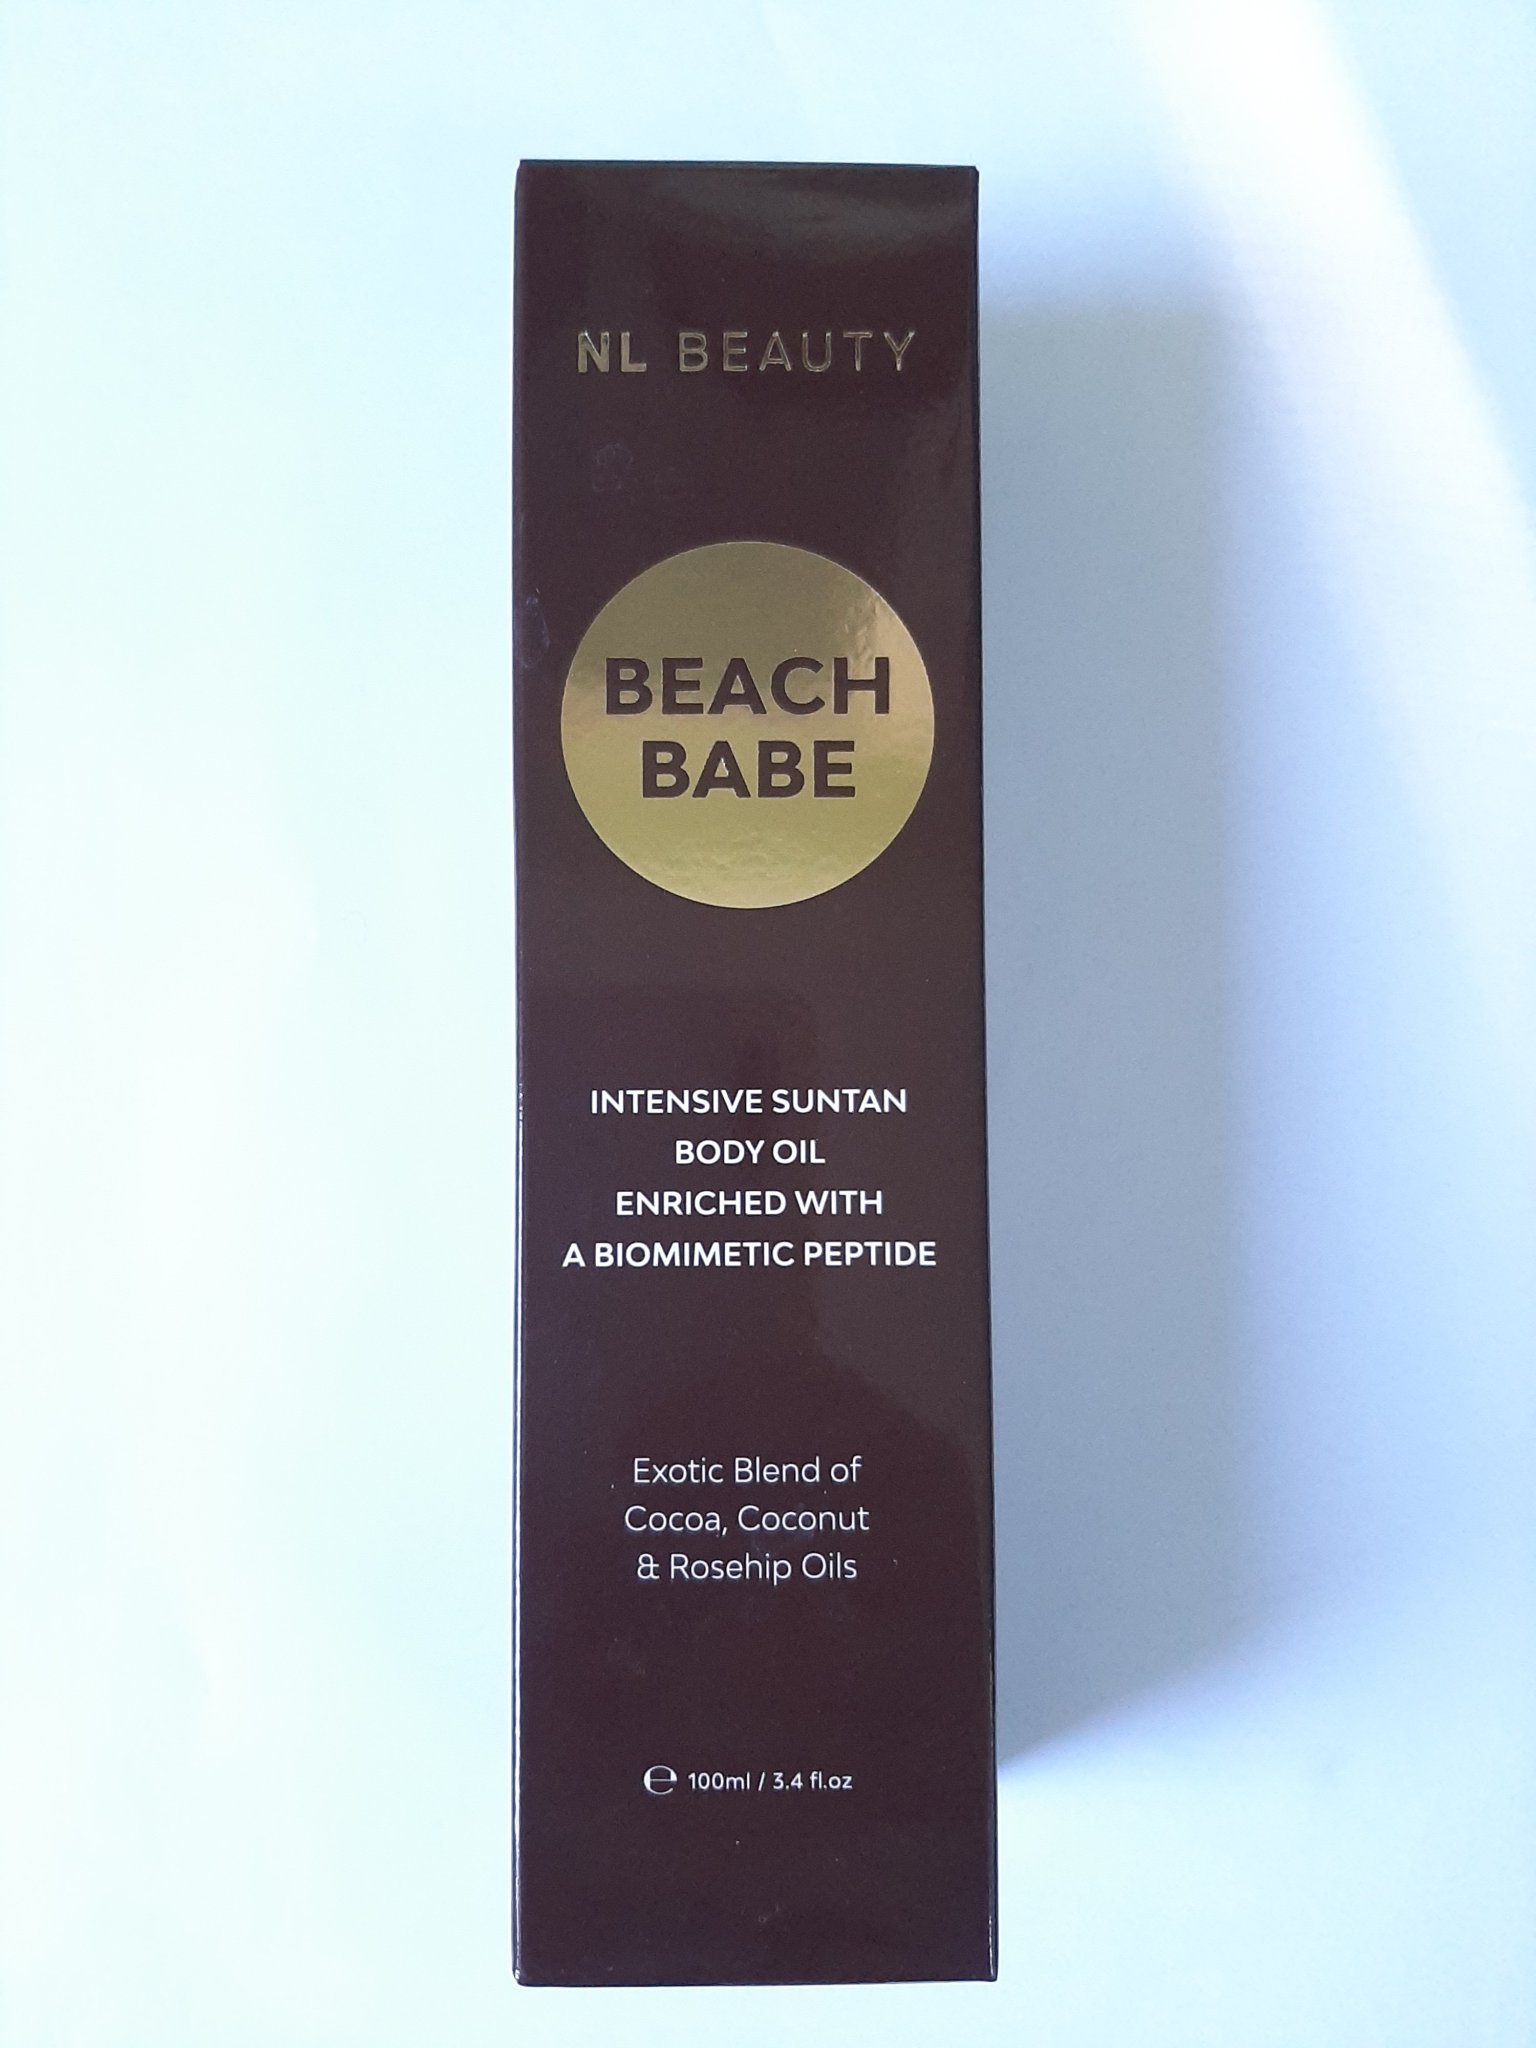 NL BEAUTY
BEACH
BABE
INTENSIVE SUNTAN
BODY OIL
ENRICHED WITH
A BIOMIMETIC PEPTIDE
Exotic Blend of
Cocoa, Coconut
& Rosehip Oils
℮ 100ml / 3.4 fl.oz